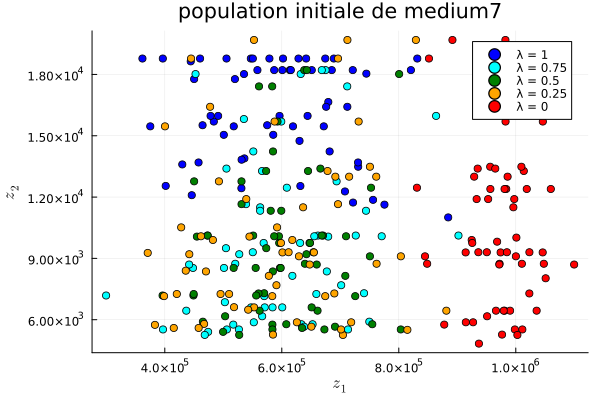 population initiale de medium7
λ = 1
λ = 0.75
λ = 0.5
λ = 0.25
λ = 0
1.80×10⁴
1.50×10⁴
1.20×10⁴
9.00×10³
6.00×10³
z₂
4.0×10⁵ 6.0×10⁵ 8.0×10⁵ 1.0×10⁶
z₁